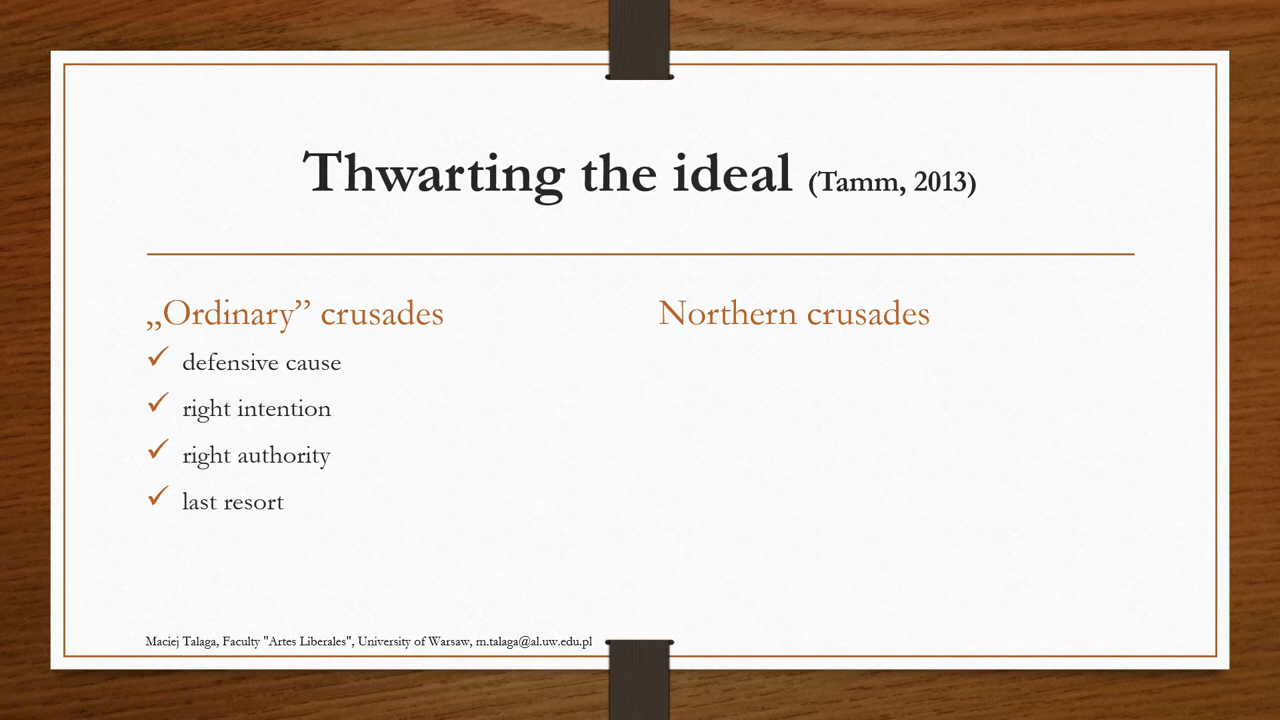 Thwarting the ideal (Tamm, 2013)
„Ordinary” crusades
✓ defensive cause
✓ right intention
✓ right authority
✓ last resort
Northern crusades
Maciej Talaga, Faculty "Artes Liberales", University of Warsaw, m.talaga@al.uw.edu.pl